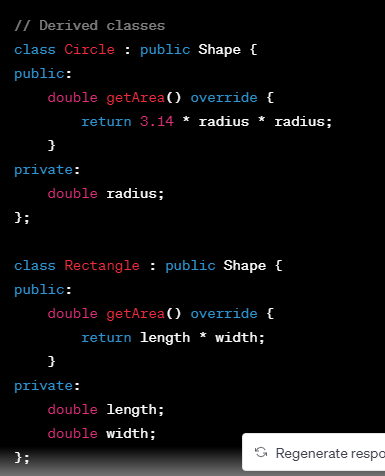 // Derived classes
class Circle : public Shape {
public:
    double getArea() override {
        return 3.14 * radius * radius;
    }
private:
    double radius;
};

class Rectangle : public Shape {
public:
    double getArea() override {
        return length * width;
    }
private:
    double length;
    double width;
};
Regenerate respo